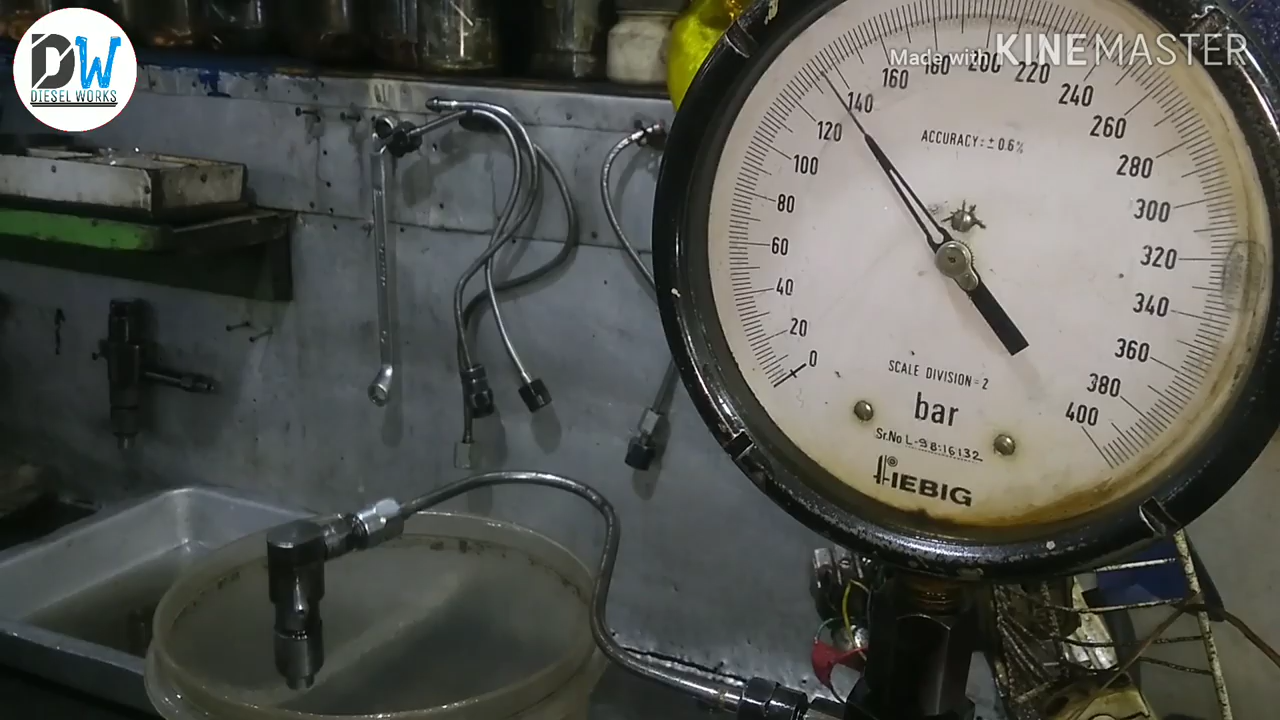 DW
DIESEL WORKS
Made with KINEMASTER
0
20
40
60
80
100
120
140
160
180
200
220
240
260
280
300
320
340
360
380
400
ACCURACY: ± 0.6%
SCALE DIVISION = 2
bar
Sr.No L-98:16132
FIEBIG